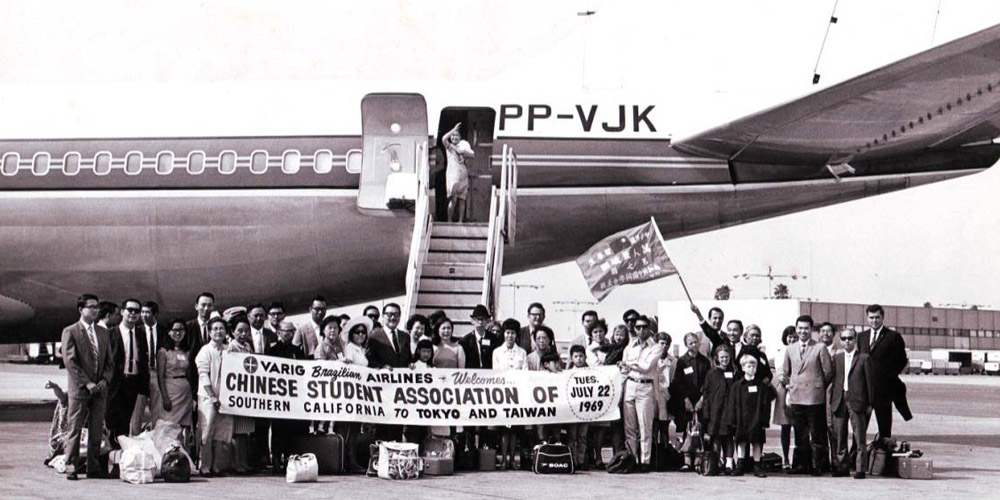 PP-VJK
VARIG Brazilian AIRLINES Welcomes...
CHINESE STUDENT ASSOCIATION OF
SOUTHERN CALIFORNIA TO TOKYO AND TAIWAN
TUES.
JULY 22
1969
BOAC